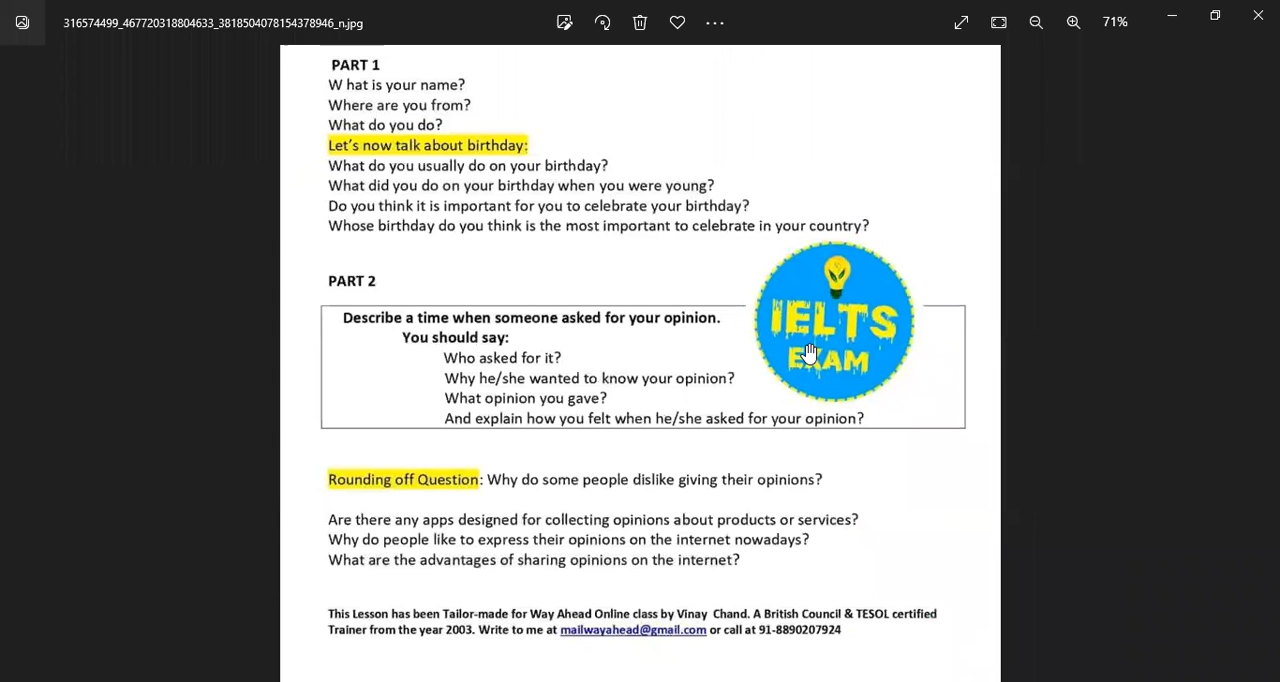 316574499_467720318804633_3818504078154378946_n.jpg
71%
PART 1
W hat is your name?
Where are you from?
What do you do?
Let's now talk about birthday:
What do you usually do on your birthday?
What did you do on your birthday when you were young?
Do you think it is important for you to celebrate your birthday?
Whose birthday do you think is the most important to celebrate in your country?
PART 2
Describe a time when someone asked for your opinion.
You should say:
Who asked for it?
Why he/she wanted to know your opinion?
What opinion you gave?
And explain how you felt when he/she asked for your opinion?
IELTS
EXAM
Rounding off Question: Why do some people dislike giving their opinions?
Are there any apps designed for collecting opinions about products or services?
Why do people like to express their opinions on the internet nowadays?
What are the advantages of sharing opinions on the internet?
This Lesson has been Tailor-made for Way Ahead Online class by Vinay Chand. A British Council & TESOL certified
Trainer from the year 2003. Write to me at mailwayahead@gmail.com or call at 91-8890207924